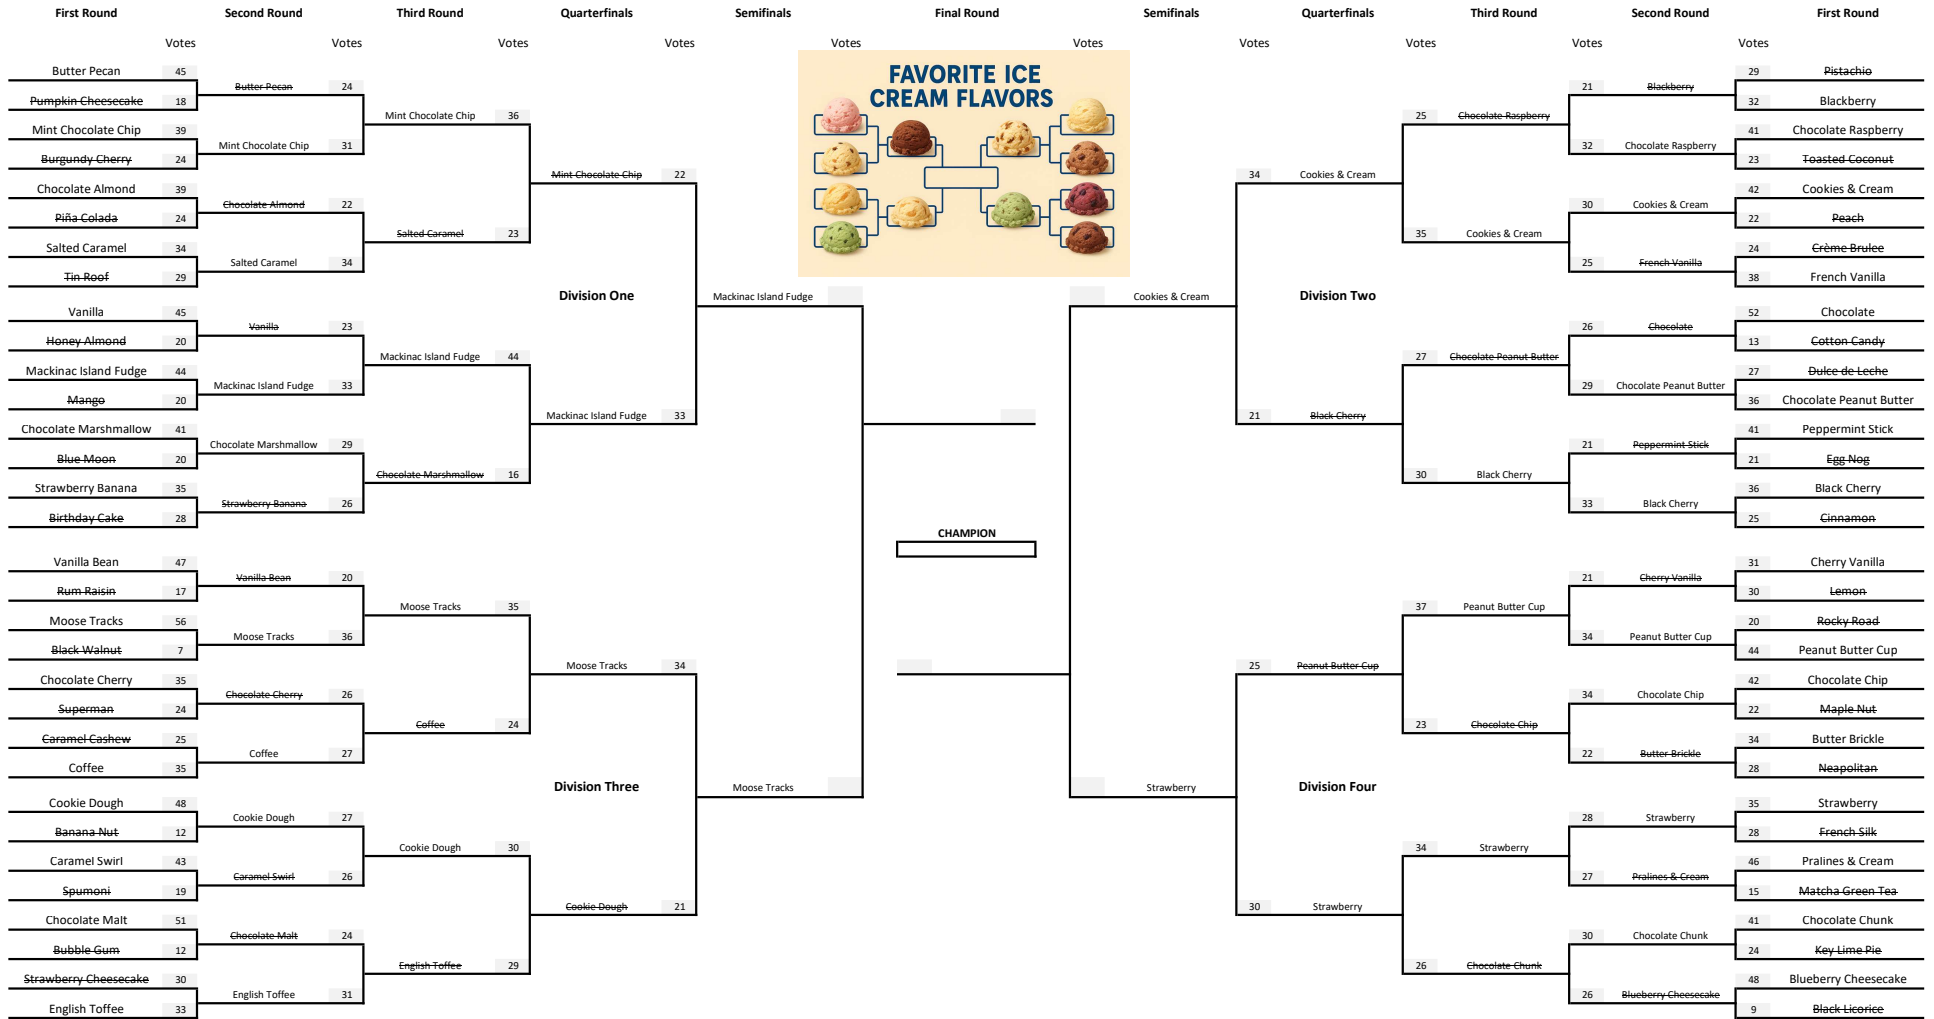 First Round Second Round Third Round Quarterfinals Semifinals Final Round Semifinals Quarterfinals Third Round Second Round First Round
Votes Votes Votes Votes Votes Votes Votes Votes Votes Votes
FAVORITE ICE
CREAM FLAVORS
Butter Pecan 45
Pumpkin Cheesecake 18
Mint Chocolate Chip 39
Burgundy Cherry 24
Chocolate Almond 39
Piña Colada 24
Salted Caramel 34
Tin Roof 29
Vanilla 45
Honey Almond 20
Mackinac Island Fudge 44
Mango 20
Chocolate Marshmallow 41
Blue Moon 20
Strawberry Banana 35
Birthday Cake 28
Vanilla Bean 47
Rum Raisin 17
Moose Tracks 56
Black Walnut 7
Chocolate Cherry 35
Superman 24
Caramel Cashew 25
Coffee 35
Cookie Dough 48
Banana Nut 12
Caramel Swirl 43
Spumoni 19
Chocolate Malt 51
Bubble Gum 12
Strawberry Cheesecake 30
English Toffee 33
Butter Pecan 24
Mint Chocolate Chip 31
Chocolate Almond 22
Salted Caramel 34
Vanilla 23
Mackinac Island Fudge 33
Chocolate Marshmallow 29
Strawberry Banana 26
Vanilla Bean 20
Moose Tracks 36
Chocolate Cherry 26
Coffee 27
Cookie Dough 27
Caramel Swirl 26
Chocolate Malt 24
English Toffee 31
Mint Chocolate Chip 36
Salted Caramel 23
Mackinac Island Fudge 44
Chocolate Marshmallow 16
Moose Tracks 35
Coffee 24
Cookie Dough 30
English Toffee 29
Mint Chocolate Chip 22
Division One
Mackinac Island Fudge 33
Moose Tracks 34
Division Three
Cookie Dough 21
Mackinac Island Fudge
Moose Tracks
CHAMPION
Cookies & Cream
Strawberry
34 Cookies & Cream
Division Two
21 Black Cherry
25 Peanut Butter Cup
Division Four
30 Strawberry
25 Chocolate Raspberry
35 Cookies & Cream
27 Chocolate Peanut Butter
30 Black Cherry
37 Peanut Butter Cup
23 Chocolate Chip
34 Strawberry
26 Chocolate Chunk
21 Blackberry
32 Chocolate Raspberry
30 Cookies & Cream
25 French Vanilla
26 Chocolate
29 Chocolate Peanut Butter
21 Peppermint Stick
33 Black Cherry
21 Cherry Vanilla
34 Peanut Butter Cup
34 Chocolate Chip
22 Butter Brickle
28 Strawberry
27 Pralines & Cream
30 Chocolate Chunk
26 Blueberry Cheesecake
29 Pistachio
32 Blackberry
41 Chocolate Raspberry
23 Toasted Coconut
42 Cookies & Cream
22 Peach
24 Crème Brulee
38 French Vanilla
52 Chocolate
13 Cotton Candy
27 Dulce de Leche
36 Chocolate Peanut Butter
41 Peppermint Stick
21 Egg Nog
36 Black Cherry
25 Cinnamon
31 Cherry Vanilla
30 Lemon
20 Rocky Road
44 Peanut Butter Cup
42 Chocolate Chip
22 Maple Nut
34 Butter Brickle
28 Neapolitan
35 Strawberry
28 French Silk
46 Pralines & Cream
15 Matcha Green Tea
41 Chocolate Chunk
24 Key Lime Pie
48 Blueberry Cheesecake
9 Black Licorice